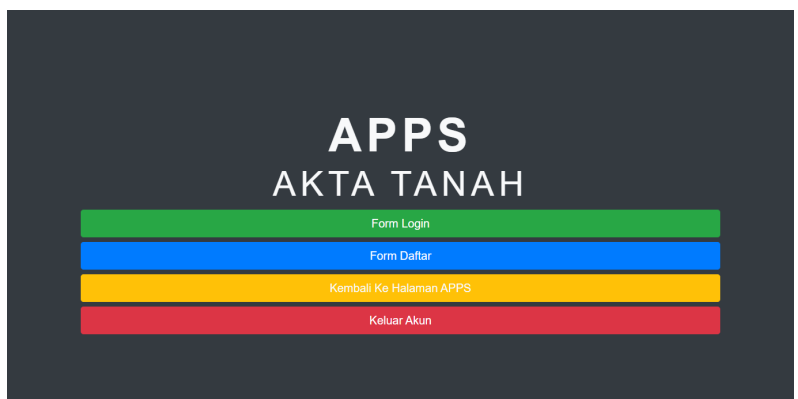 APPS
AKTA TANAH
Form Login
Form Daftar
Kembali Ke Halaman APPS
Keluar Akun